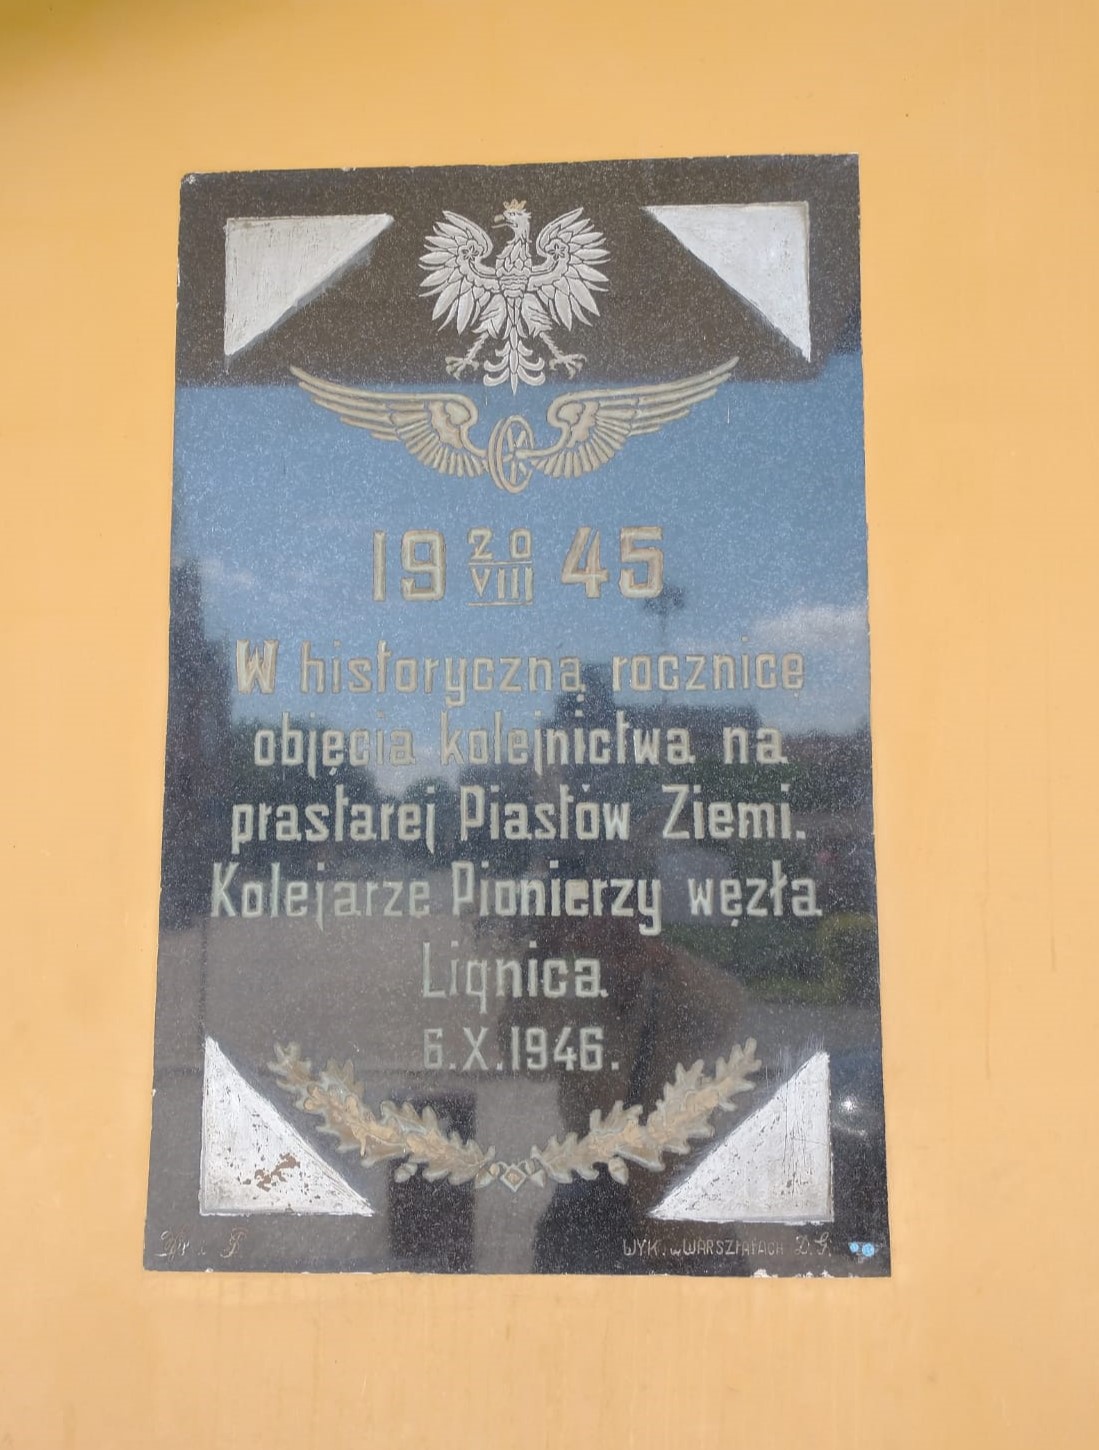 19 20/VIII 45
W historyczną rocznicę
objęcia kolejnictwa na
prastarej Piastów Ziemi.
Kolejarze Pionierzy węzła
Lignica.
6.X.1946.
WYK. w WARSZTATACH D.G.